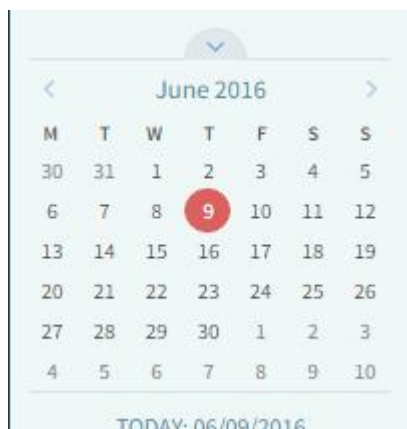 June 2016
M T W T F S S
30 31 1 2 3 4 5
6 7 8 9 10 11 12
13 14 15 16 17 18 19
20 21 22 23 24 25 26
27 28 29 30 1 2 3
4 5 6 7 8 9 10
TODAY: 06/09/2016